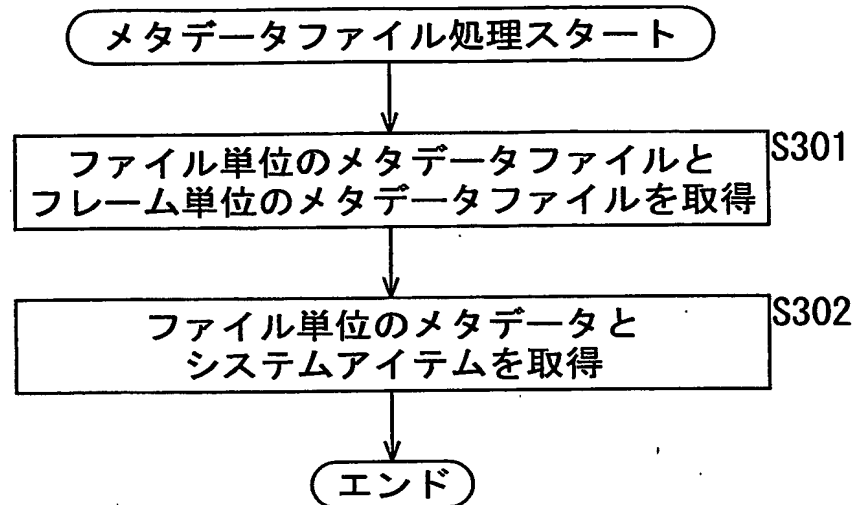 メタデータファイル処理スタート
S301
ファイル単位のメタデータファイルと
フレーム単位のメタデータファイルを取得
S302
ファイル単位のメタデータと
システムアイテムを取得
エンド